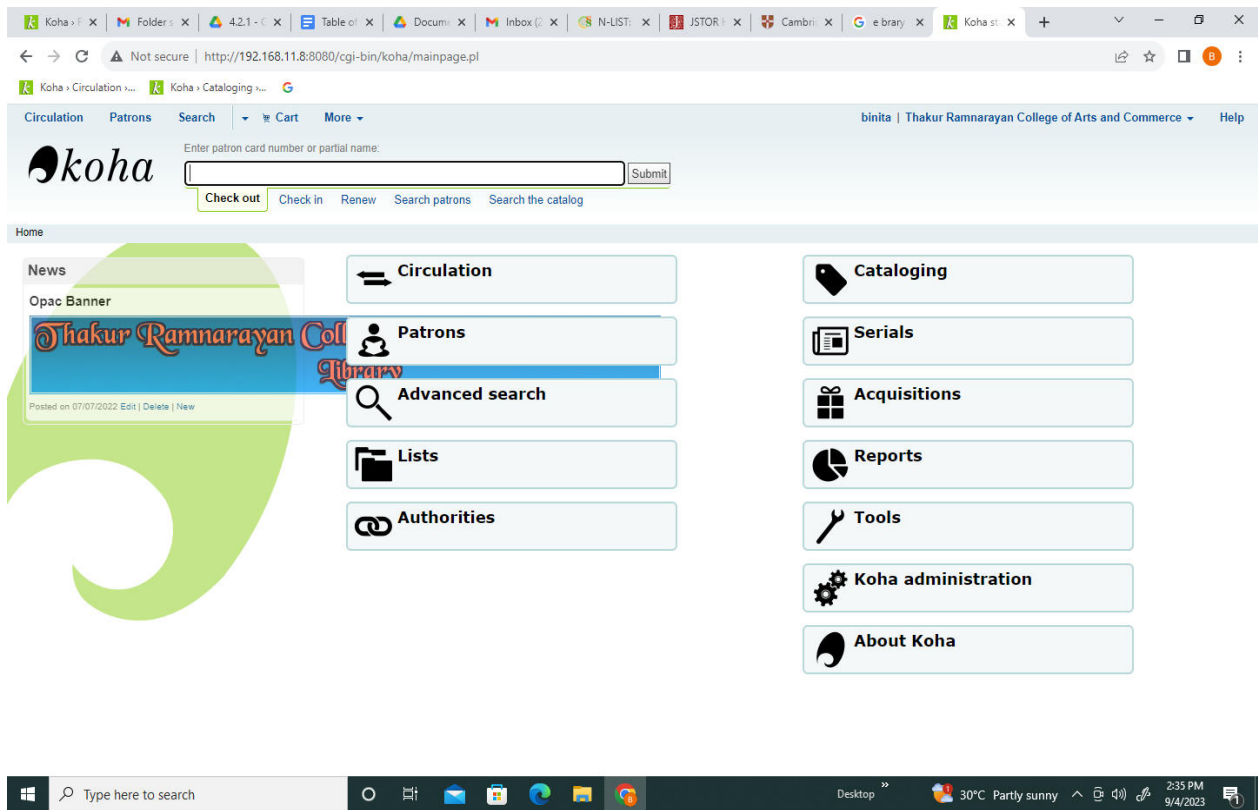 Koha › F
Folder s
4.2.1 - C
Table of
Docume
Inbox (2
N-LIST:
JSTOR H
Cambri
e brary
Koha st
Not secure | http://192.168.11.8:8080/cgi-bin/koha/mainpage.pl
B
Koha › Circulation ›... Koha › Cataloging ›...
Circulation Patrons Search Cart More binita | Thakur Ramnarayan College of Arts and Commerce Help
koha
Enter patron card number or partial name:
Submit
Check out Check in Renew Search patrons Search the catalog
Home
News
Opac Banner
Thakur Ramnarayan Coll
Library
Posted on 07/07/2022 Edit | Delete | New
Circulation
Patrons
Advanced search
Lists
Authorities
Cataloging
Serials
Acquisitions
Reports
Tools
Koha administration
About Koha
Type here to search
Desktop
30°C Partly sunny
2:35 PM
9/4/2023
1